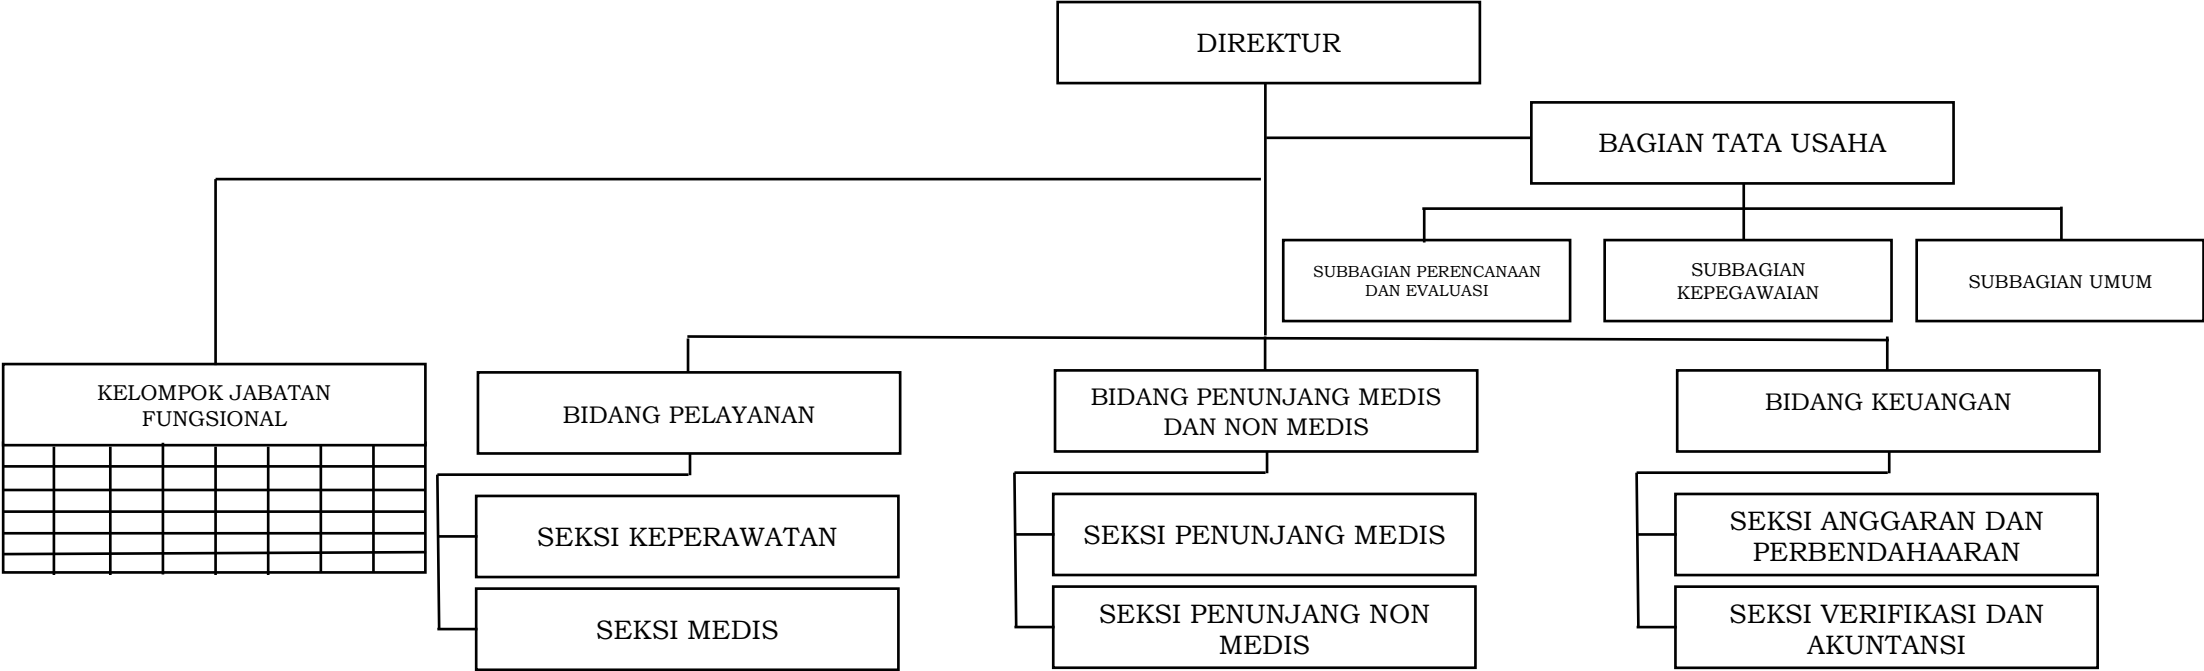 DIREKTUR
BAGIAN TATA USAHA
SUBBAGIAN PERENCANAAN
DAN EVALUASI
SUBBAGIAN
KEPEGAWAIAN
SUBBAGIAN UMUM
KELOMPOK JABATAN
FUNGSIONAL
BIDANG PELAYANAN
BIDANG PENUNJANG MEDIS
DAN NON MEDIS
BIDANG KEUANGAN
SEKSI KEPERAWATAN
SEKSI PENUNJANG MEDIS
SEKSI ANGGARAN DAN
PERBENDAHAARAN
SEKSI MEDIS
SEKSI PENUNJANG NON
MEDIS
SEKSI VERIFIKASI DAN
AKUNTANSI